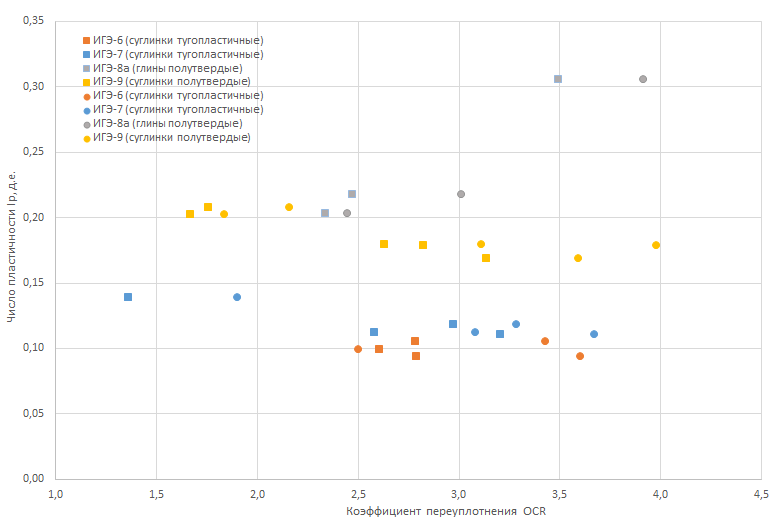 0,35
ИГЭ-6 (суглинки тугопластичные)
ИГЭ-7 (суглинки тугопластичные)
ИГЭ-8а (глины полутвердые)
ИГЭ-9 (суглинки полутвердые)
ИГЭ-6 (суглинки тугопластичные)
ИГЭ-7 (суглинки тугопластичные)
ИГЭ-8а (глины полутвердые)
ИГЭ-9 (суглинки полутвердые)
0,30
0,25
0,20
0,15
0,10
0,05
0,00
Число пластичности Ip, д.е.
1,0 1,5 2,0 2,5 3,0 3,5 4,0 4,5
Коэффициент переуплотнения OCR